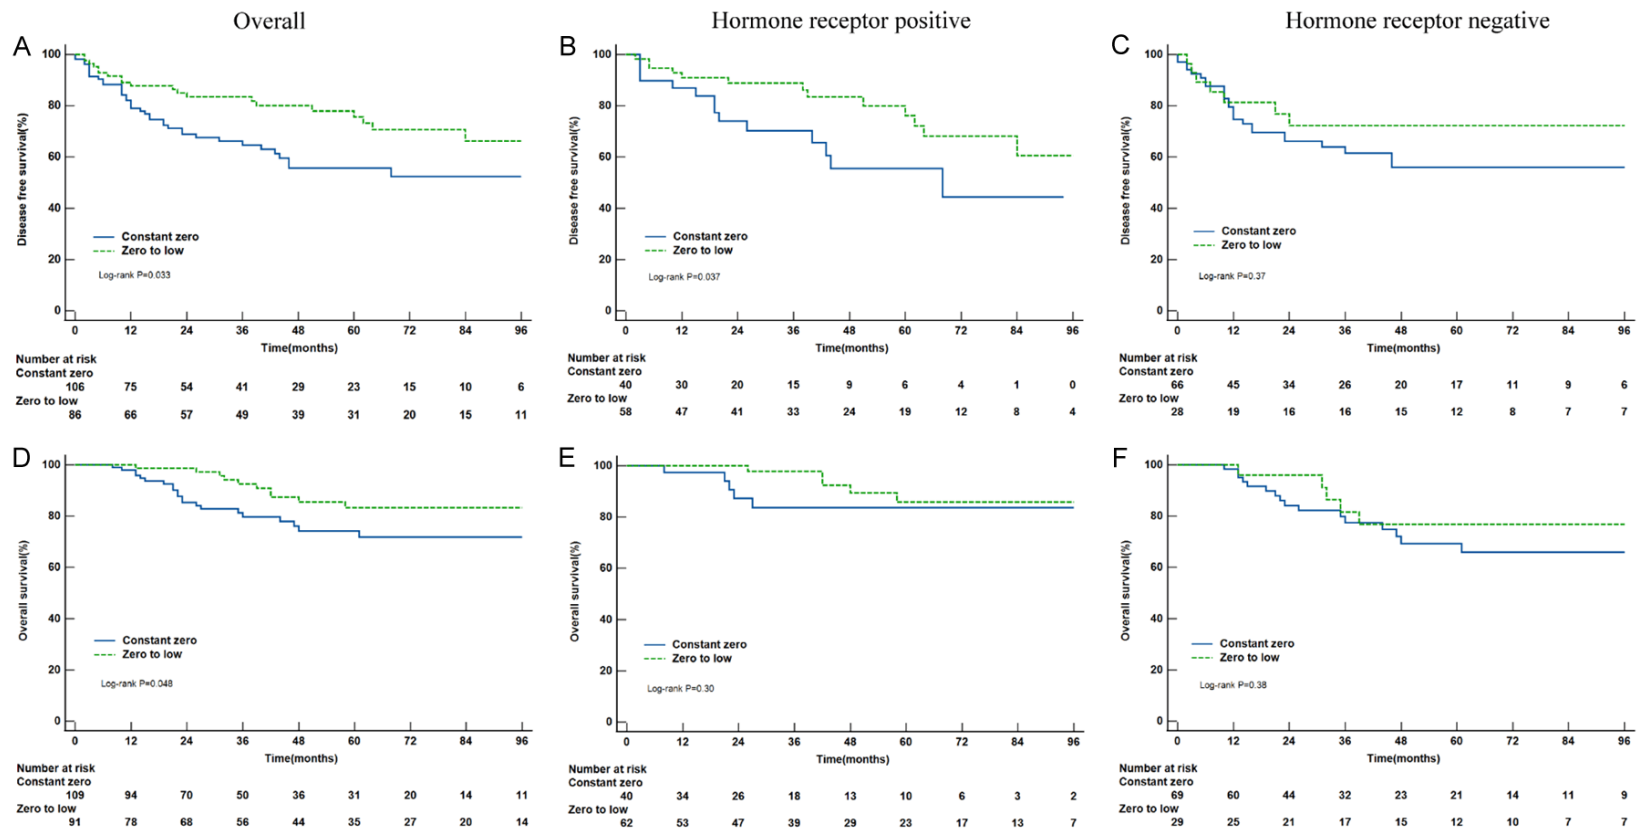 Overall
Hormone receptor positive
Hormone receptor negative
A
100
80
60
40
20
0
Disease free survival(%)
Constant zero
Zero to low
Log-rank P=0.033
0 12 24 36 48 60 72 84 96
Time(months)
Number at risk
Constant zero
106 75 54 41 29 23 15 10 6
Zero to low
86 66 57 49 39 31 20 15 11
B
100
80
60
40
20
0
Disease free survival(%)
Constant zero
Zero to low
Log-rank P=0.037
0 12 24 36 48 60 72 84 96
Time(months)
Number at risk
Constant zero
40 30 20 15 9 6 4 1 0
Zero to low
58 47 41 33 24 19 12 8 4
C
100
80
60
40
20
0
Disease free survival(%)
Constant zero
Zero to low
Log-rank P=0.37
0 12 24 36 48 60 72 84 96
Time(months)
Number at risk
Constant zero
66 45 34 26 20 17 11 9 6
Zero to low
28 19 16 16 15 12 8 7 7
D
100
80
60
40
20
0
Overall survival(%)
Constant zero
Zero to low
Log-rank P=0.048
0 12 24 36 48 60 72 84 96
Time(months)
Number at risk
Constant zero
109 94 70 50 36 31 20 14 11
Zero to low
91 78 68 56 44 35 27 20 14
E
100
80
60
40
20
0
Overall survival(%)
Constant zero
Zero to low
Log-rank P=0.30
0 12 24 36 48 60 72 84 96
Time(months)
Number at risk
Constant zero
40 34 26 18 13 10 6 3 2
Zero to low
62 53 47 39 29 23 17 13 7
F
100
80
60
40
20
0
Overall survival(%)
Constant zero
Zero to low
Log-rank P=0.38
0 12 24 36 48 60 72 84 96
Time(months)
Number at risk
Constant zero
69 60 44 32 23 21 14 11 9
Zero to low
29 25 21 17 15 12 10 7 7